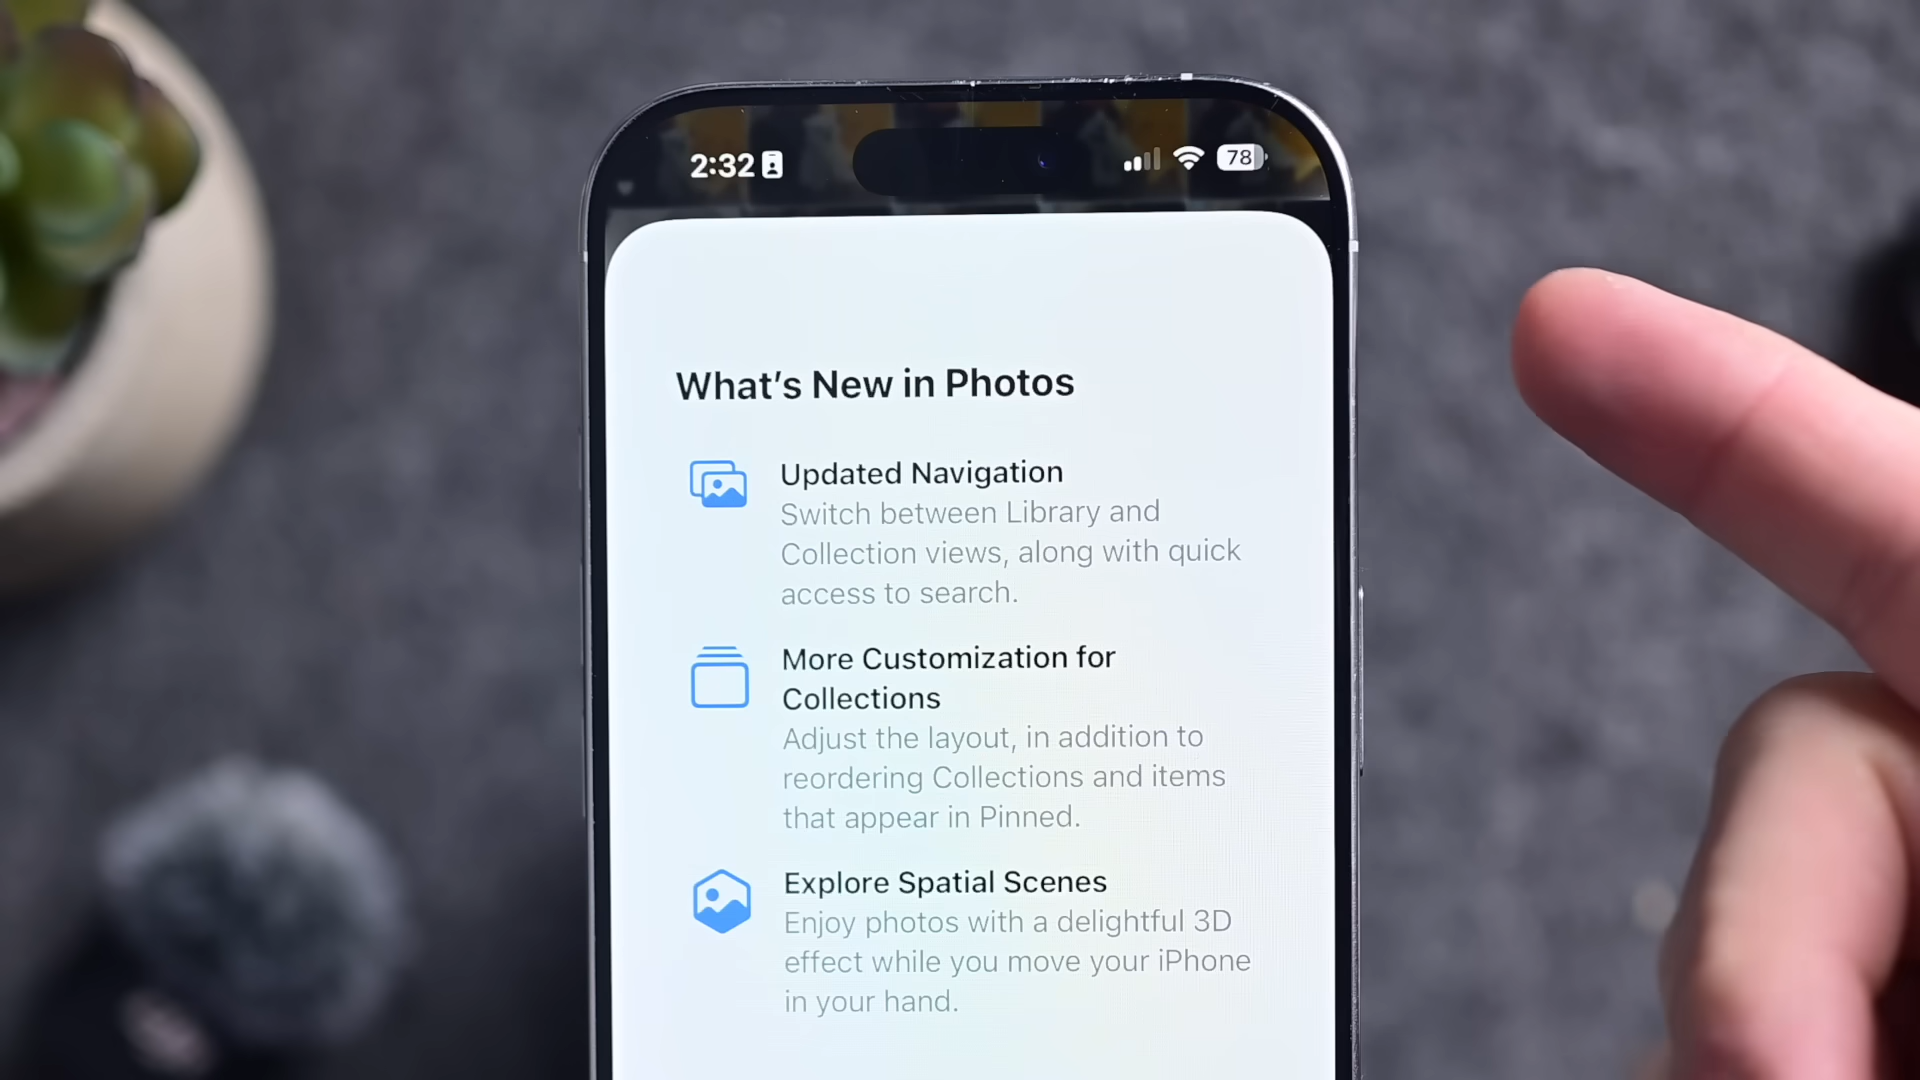 2:32
78
What's New in Photos
Updated Navigation
Switch between Library and
Collection views, along with quick
access to search.
More Customization for
Collections
Adjust the layout, in addition to
reordering Collections and items
that appear in Pinned.
Explore Spatial Scenes
Enjoy photos with a delightful 3D
effect while you move your iPhone
in your hand.